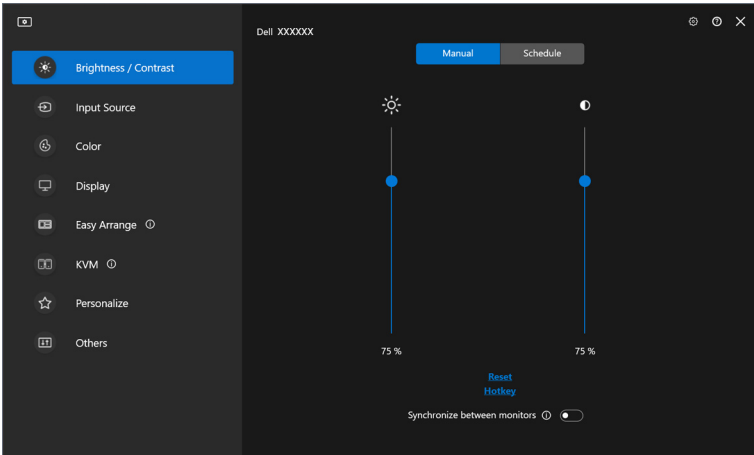 Dell XXXXXX
Manual
Schedule
Brightness / Contrast
Input Source
Color
Display
Easy Arrange
KVM
Personalize
Others
75 %
75 %
Reset
Hotkey
Synchronize between monitors